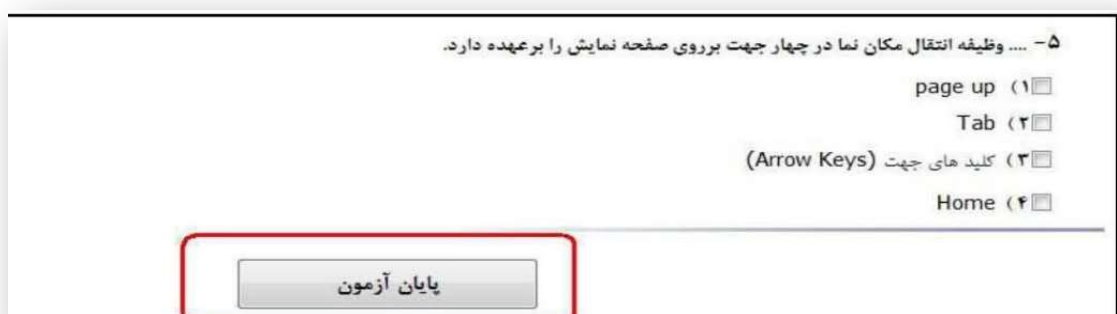 ۵- .... وظیفه انتقال مکان نما در چهار جهت برروی صفحه نمایش را برعهده دارد.
۱) page up
۲) Tab
۳) کلید های جهت (Arrow Keys)
۴) Home
پایان آزمون